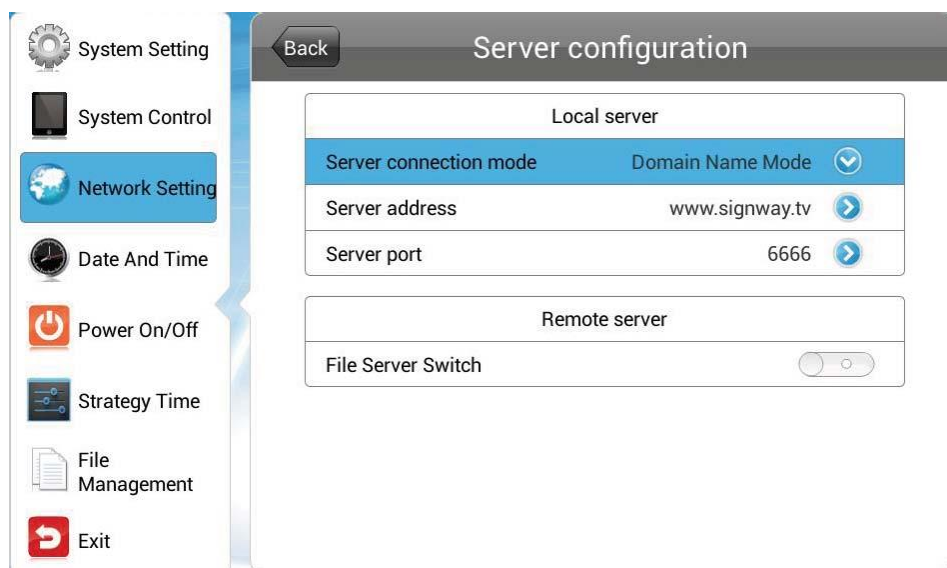 System Setting
System Control
Network Setting
Date And Time
Power On/Off
Strategy Time
File
Management
Exit
Back
Server configuration
Local server
Server connection mode Domain Name Mode
Server address www.signway.tv
Server port 6666
Remote server
File Server Switch